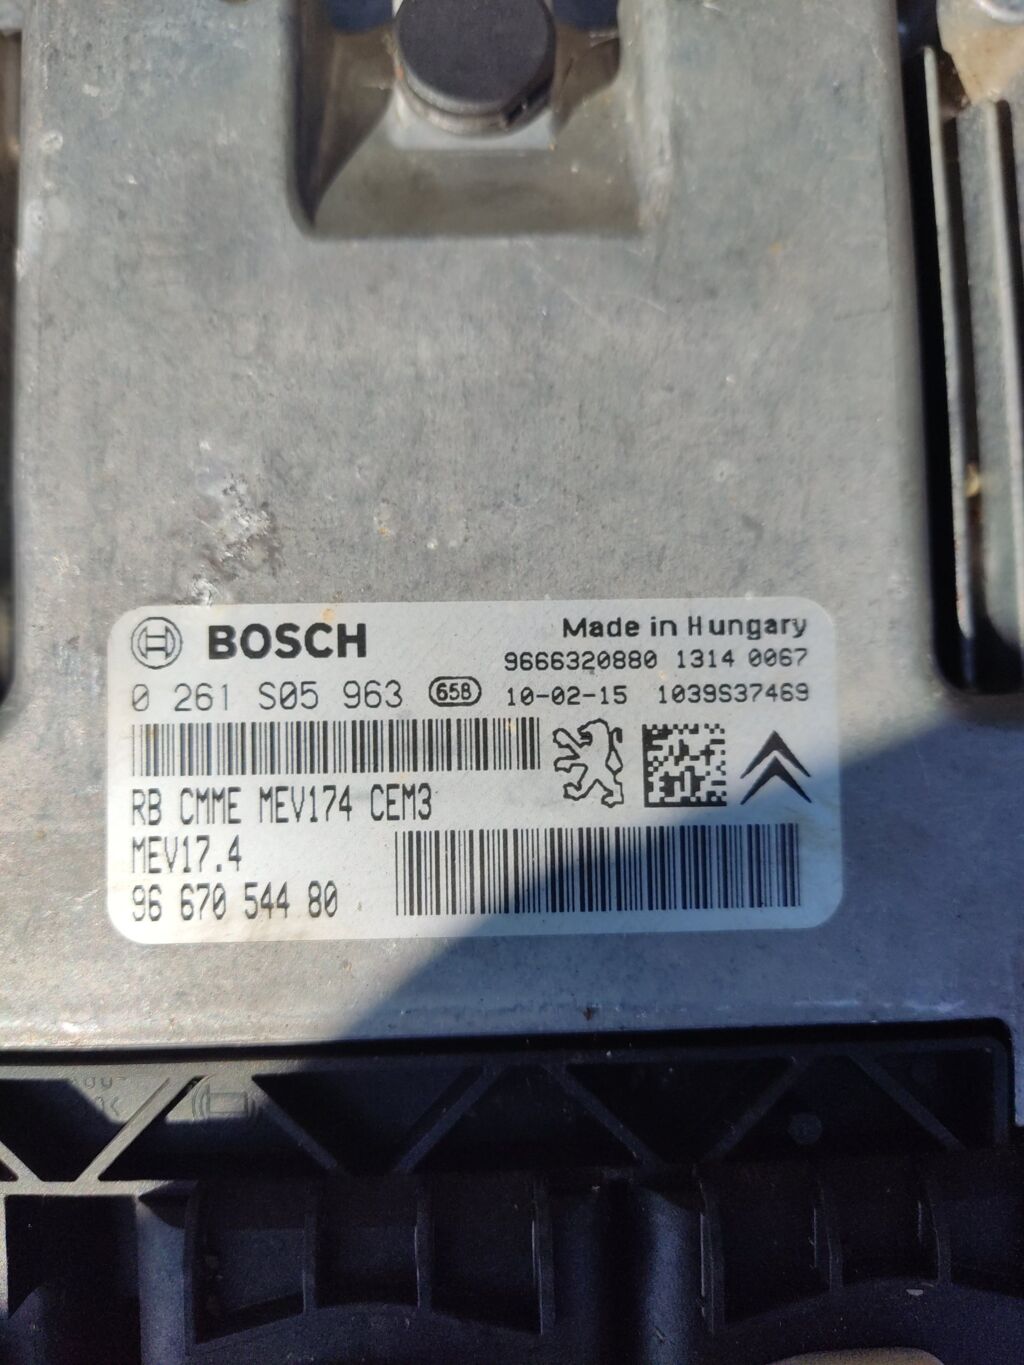 BOSCH
Made in Hungary
9666320880 1314 0067
0 261 S05 963 658 10-02-15 1039S37469
RB CMME MEV174 CEM3
MEV17.4
96 670 544 80